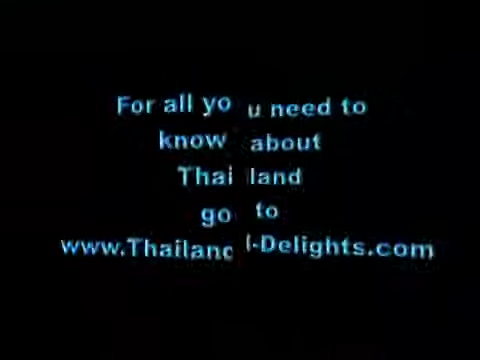 For all you need to
know about
Thailand
go to
www.Thailand-Delights.com